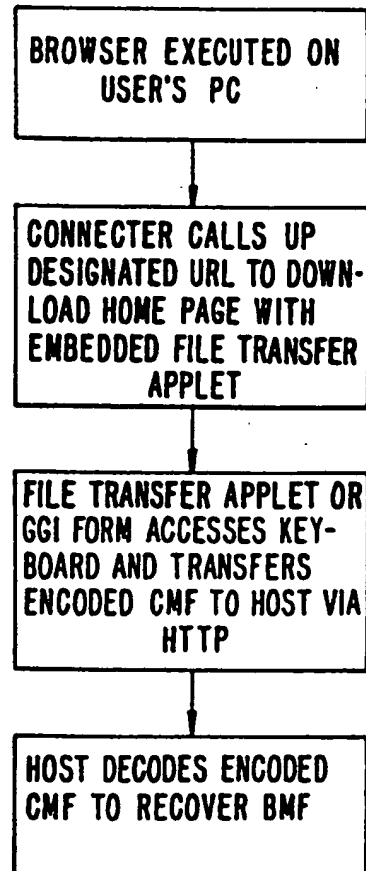 BROWSER EXECUTED ON
USER'S PC
CONNECTER CALLS UP
DESIGNATED URL TO DOWN-
LOAD HOME PAGE WITH
EMBEDDED FILE TRANSFER
APPLET
FILE TRANSFER APPLET OR
GGI FORM ACCESSES KEY-
BOARD AND TRANSFERS
ENCODED CMF TO HOST VIA
HTTP
HOST DECODES ENCODED
CMF TO RECOVER BMF